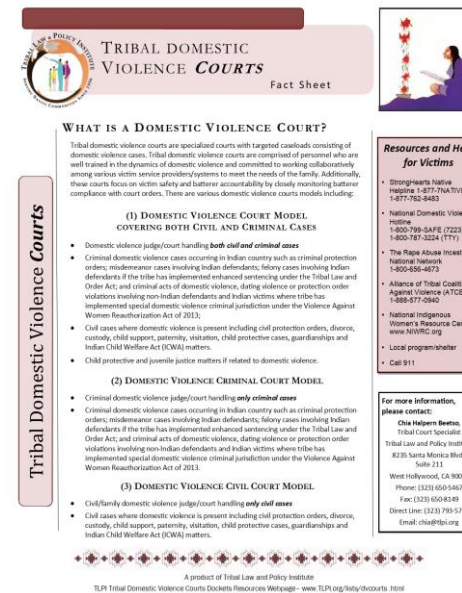 TRIBAL LAW & POLICY INSTITUTE
TRIBAL DOMESTIC
VIOLENCE COURTS
Fact Sheet
Tribal Domestic Violence Courts
WHAT IS A DOMESTIC VIOLENCE COURT?
Tribal domestic violence courts are specialized courts with targeted caseloads consisting of
domestic violence cases. Tribal domestic violence courts are comprised of personnel who are
well trained in the dynamics of domestic violence and committed to working collaboratively
among various victim service providers/systems to meet the needs of the family. Additionally,
these courts focus on victim safety and batterer accountability by closely monitoring batterer
compliance with court orders. There are various domestic violence court models including:
(1) DOMESTIC VIOLENCE COURT MODEL
COVERING BOTH CIVIL AND CRIMINAL CASES
• Domestic violence judge/court handling both civil and criminal cases
• Criminal domestic violence cases occurring in Indian country such as criminal protection
orders; misdemeanor cases involving Indian defendants; felony cases involving Indian
defendants if the tribe has implemented enhanced sentencing under the Tribal Law and
Order Act; and criminal acts of domestic violence, dating violence or protection order
violations involving non-Indian defendants and Indian victims where tribe has
implemented special domestic violence criminal jurisdiction under the Violence Against
Women Reauthorization Act of 2013;
• Civil cases where domestic violence is present including civil protection orders, divorce,
custody, child support, paternity, visitation, child protective cases, guardianships and
Indian Child Welfare Act (ICWA) matters.
• Child protective and juvenile justice matters if related to domestic violence.
(2) DOMESTIC VIOLENCE CRIMINAL COURT MODEL
• Criminal domestic violence judge/court handling only criminal cases
• Criminal domestic violence cases occurring in Indian country such as criminal protection
orders; misdemeanor cases involving Indian defendants; felony cases involving Indian
defendants if the tribe has implemented enhanced sentencing under the Tribal Law and
Order Act; and criminal acts of domestic violence, dating violence or protection order
violations involving non-Indian defendants and Indian victims where tribe has
implemented special domestic violence criminal jurisdiction under the Violence Against
Women Reauthorization Act of 2013.
(3) DOMESTIC VIOLENCE CIVIL COURT MODEL
• Civil/family domestic violence judge/court handling only civil cases
• Civil cases where domestic violence is present including civil protection orders, divorce,
custody, child support, paternity, visitation, child protective cases, guardianships and
Indian Child Welfare Act (ICWA) matters.
Resources and He
for Victims
• StrongHearts Native
Helpline 1-877-7NATIV
1-877-762-8483
• National Domestic Viole
Hotline
1-800-799-SAFE (7223
1-800-787-3224 (TTY)
• The Rape Abuse Incest
National Network
1-800-656-4673
• Alliance of Tribal Coaliti
Against Violence (ATCE
1-888-577-0940
• National Indigenous
Women's Resource Cen
www.NIWRC.org
• Local program/shelter
• Call 911
For more information,
please contact:
Chia Halpern Beetso,
Tribal Court Specialist
Tribal Law and Policy Instit
8235 Santa Monica Blvd
Suite 211
West Hollywood, CA 900
Phone: (323) 650-546
Fax: (323) 650-8149
Direct Line: (323) 793-57
Email: chia@tlpi.org
A product of Tribal Law and Policy Institute
TLPI Tribal Domestic Violence Courts Dockets Resources Webpage- www.TLPI.org/lists/dvcourts .html